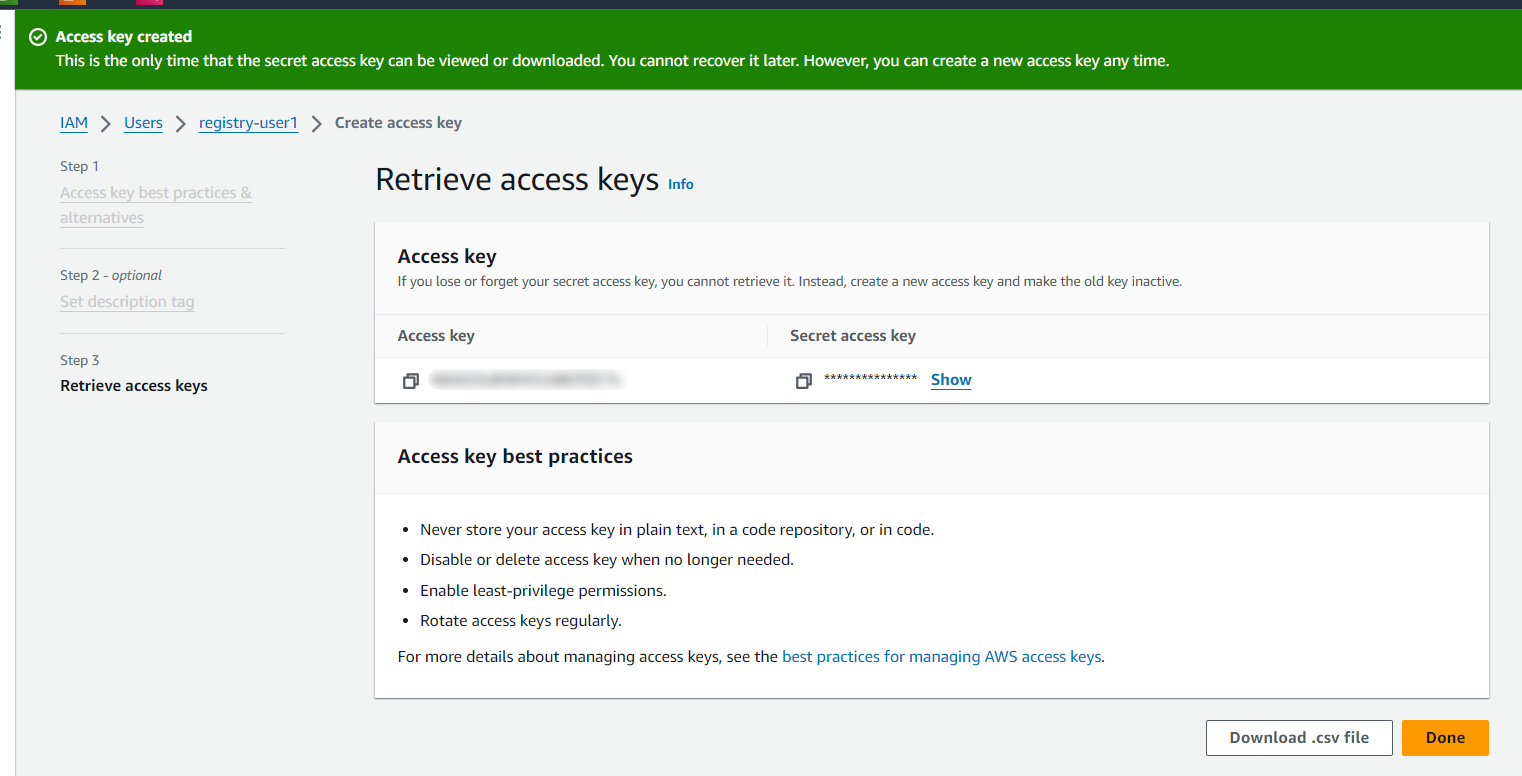 Access key created
This is the only time that the secret access key can be viewed or downloaded. You cannot recover it later. However, you can create a new access key any time.
IAM > Users > registry-user1 > Create access key
Step 1
Access key best practices &
alternatives
Step 2 - optional
Set description tag
Step 3
Retrieve access keys
Retrieve access keys Info
Access key
If you lose or forget your secret access key, you cannot retrieve it. Instead, create a new access key and make the old key inactive.
Access key Secret access key
*************** Show
Access key best practices
• Never store your access key in plain text, in a code repository, or in code.
• Disable or delete access key when no longer needed.
• Enable least-privilege permissions.
• Rotate access keys regularly.
For more details about managing access keys, see the best practices for managing AWS access keys.
Download .csv file Done